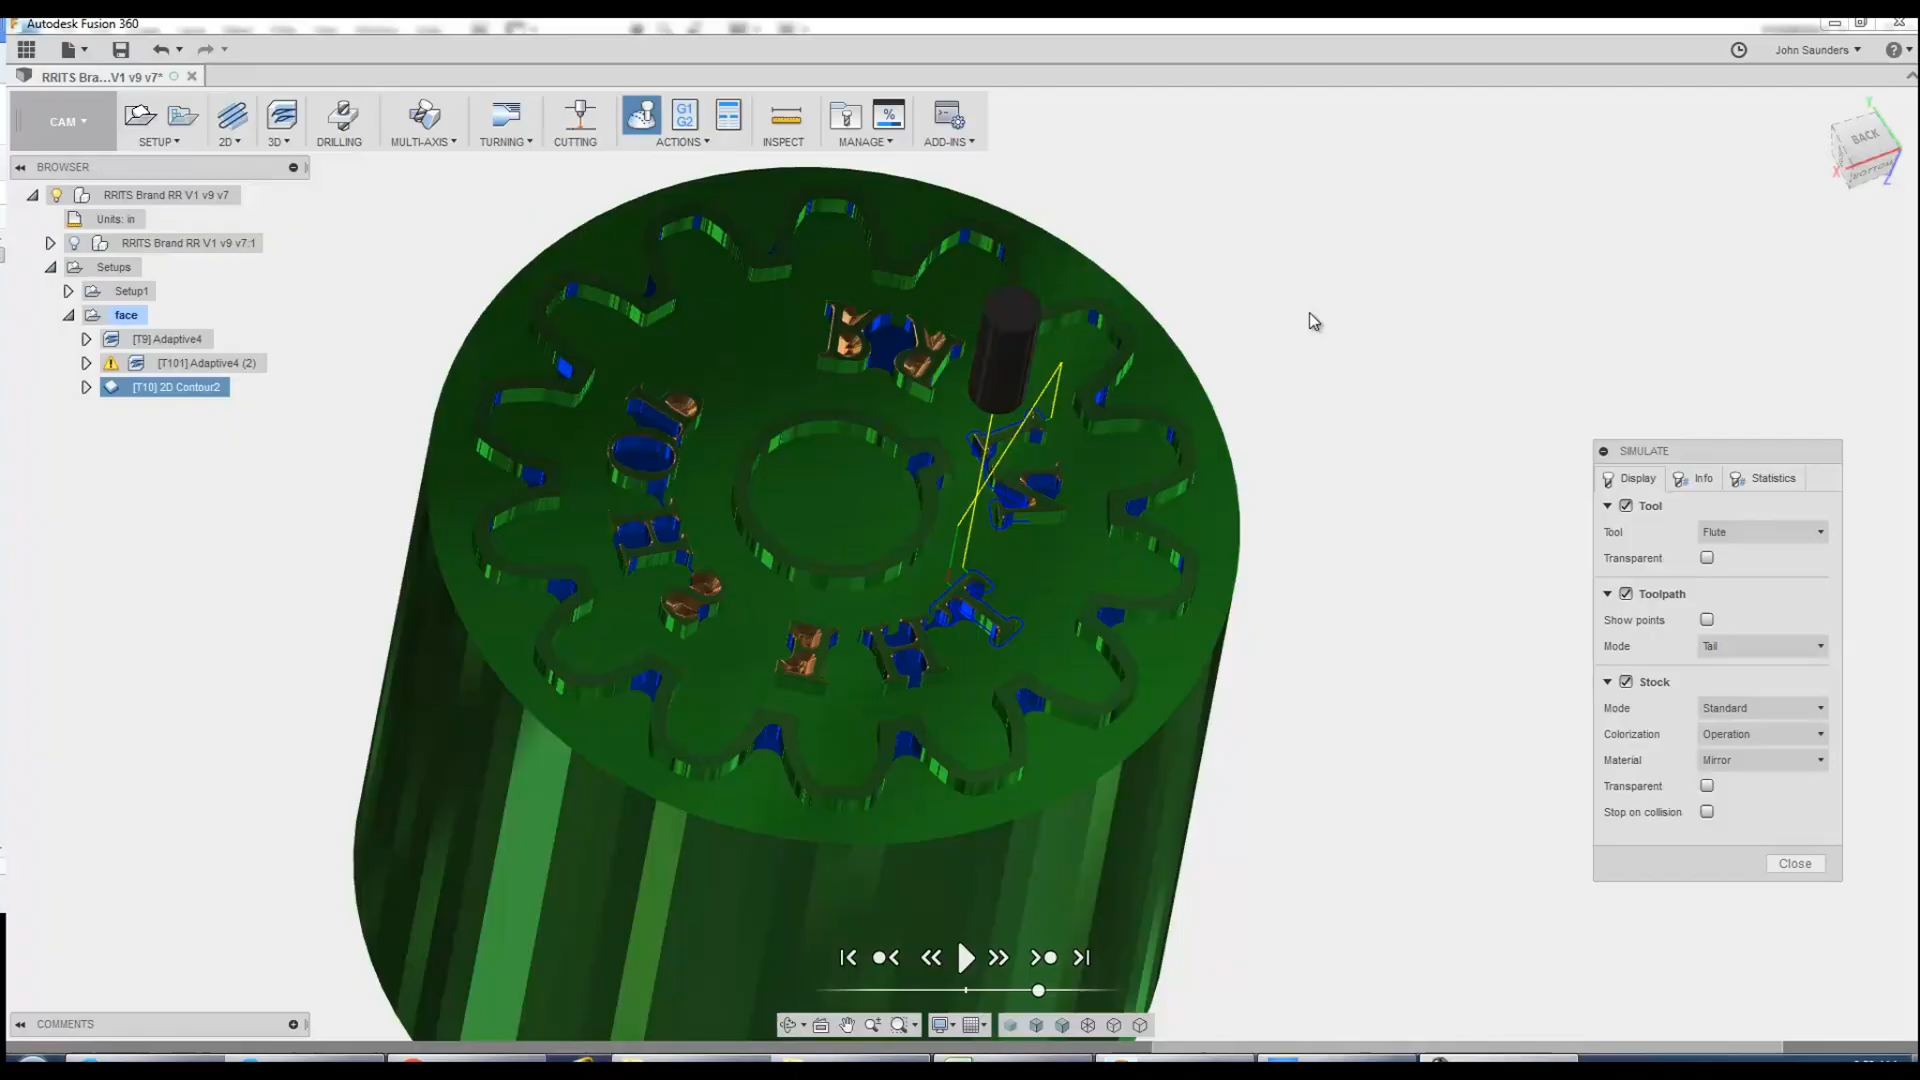 Autodesk Fusion 360
John Saunders
RRITS Bra...V1 v9 v7*
CAM
SETUP
2D
3D
DRILLING
MULTI-AXIS
TURNING
CUTTING
G1
G2
ACTIONS
INSPECT
MANAGE
ADD-INS
BROWSER
RRITS Brand RR V1 v9 v7
Units: in
RRITS Brand RR V1 v9 v7:1
Setups
Setup1
face
[T9] Adaptive4
[T101] Adaptive4 (2)
[T10] 2D Contour2
BACK
BOTTOM
X
Y
Z
SIMULATE
Display
Info
Statistics
Tool
Tool Flute
Transparent
Toolpath
Show points
Mode Tail
Stock
Mode Standard
Colorization Operation
Material Mirror
Transparent
Stop on collision
Close
COMMENTS